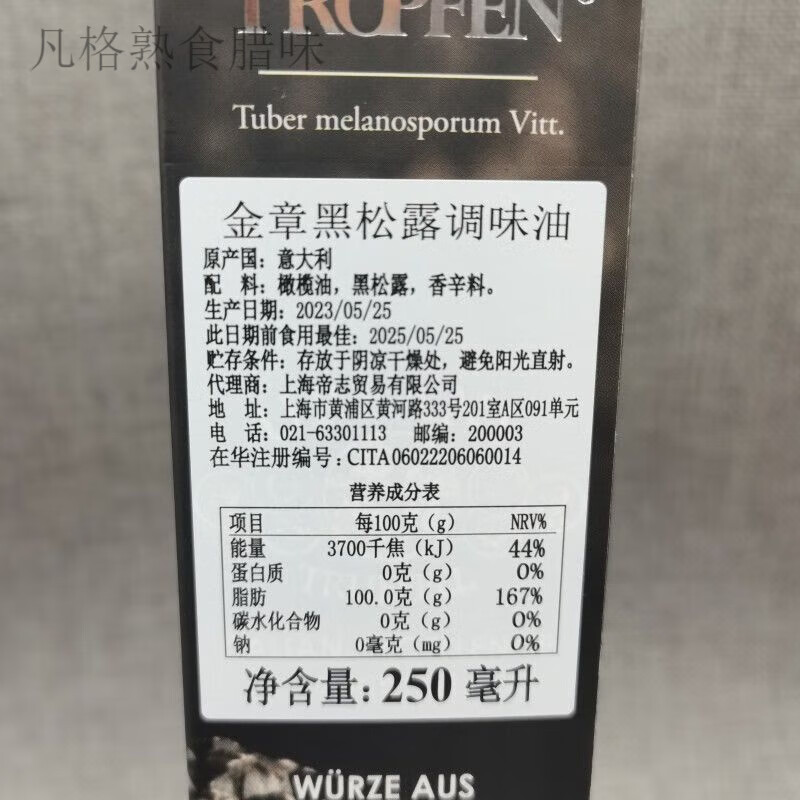 TROPFEN®
凡格熟食腊味
Tuber melanosporum Vitt.
金章黑松露调味油
原产国：意大利
配 料：橄榄油，黑松露，香辛料。
生产日期：2023/05/25
此日期前食用最佳：2025/05/25
贮存条件：存放于阴凉干燥处，避免阳光直射。
代理商：上海帝志贸易有限公司
地 址：上海市黄浦区黄河路333号201室A区091单元
电 话：021-63301113 邮编：200003
在华注册编号：CITA06022206060014
营养成分表
项目 每100克（g） NRV%
能量 3700千焦（kJ） 44%
蛋白质 0克（g） 0%
脂肪 100.0克（g） 167%
碳水化合物 0克（g） 0%
钠 0毫克（mg） 0%
净含量：250 毫升
WÜRZE AUS